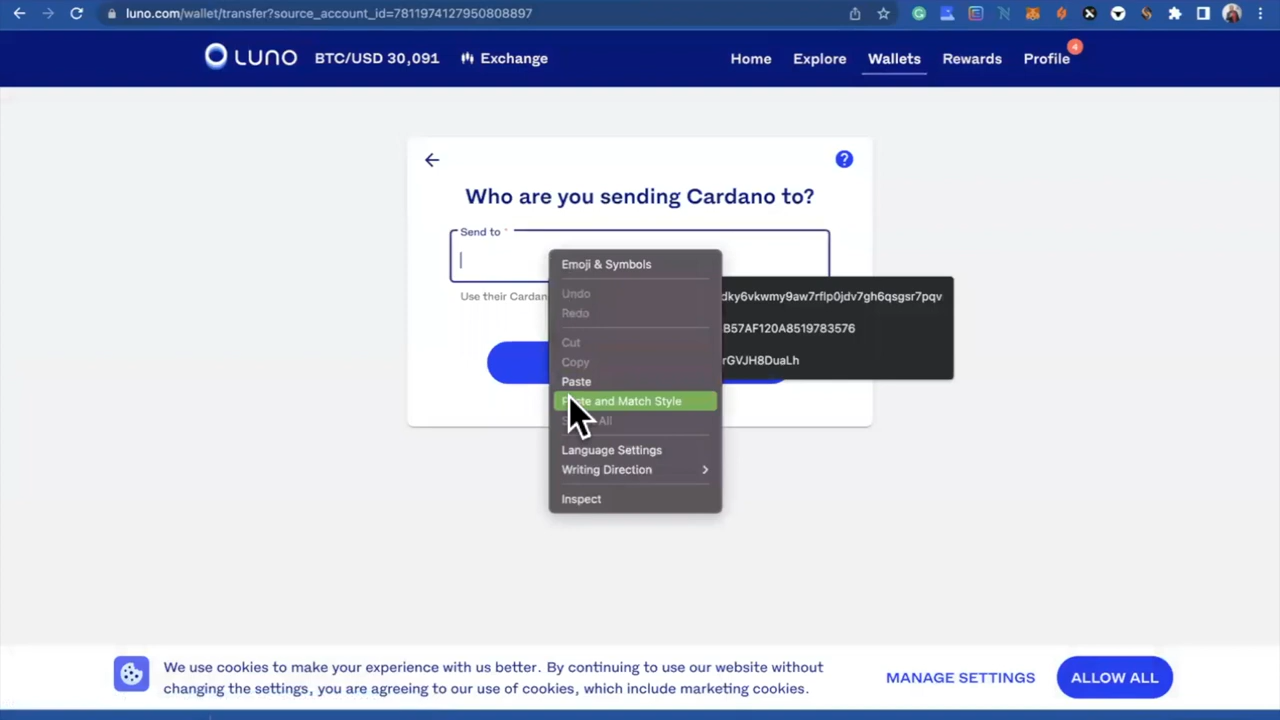 luno.com/wallet/transfer?source_account_id=7811974127950808897
LUNO BTC/USD 30,091 Exchange Home Explore Wallets Rewards Profile 4
?
Who are you sending Cardano to?
Send to *
Use their Cardan
Emoji & Symbols
Undo
Redo
Cut
Copy
Paste
Paste and Match Style
All
Language Settings
Writing Direction
Inspect
dky6vkwmy9aw7rflp0jdv7gh6qsgsr7pqv
B57AF120A8519783576
rGVJH8DuaLh
We use cookies to make your experience with us better. By continuing to use our website without
changing the settings, you are agreeing to our use of cookies, which include marketing cookies.
MANAGE SETTINGS ALLOW ALL